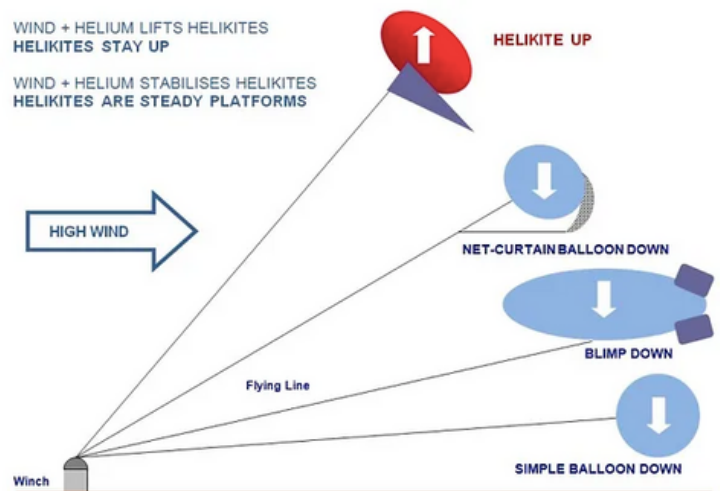 WIND + HELIUM LIFTS HELIKITES
HELIKITES STAY UP
WIND + HELIUM STABILISES HELIKITES
HELIKITES ARE STEADY PLATFORMS
HELIKITE UP
HIGH WIND
NET-CURTAIN BALLOON DOWN
BLIMP DOWN
Flying Line
SIMPLE BALLOON DOWN
Winch